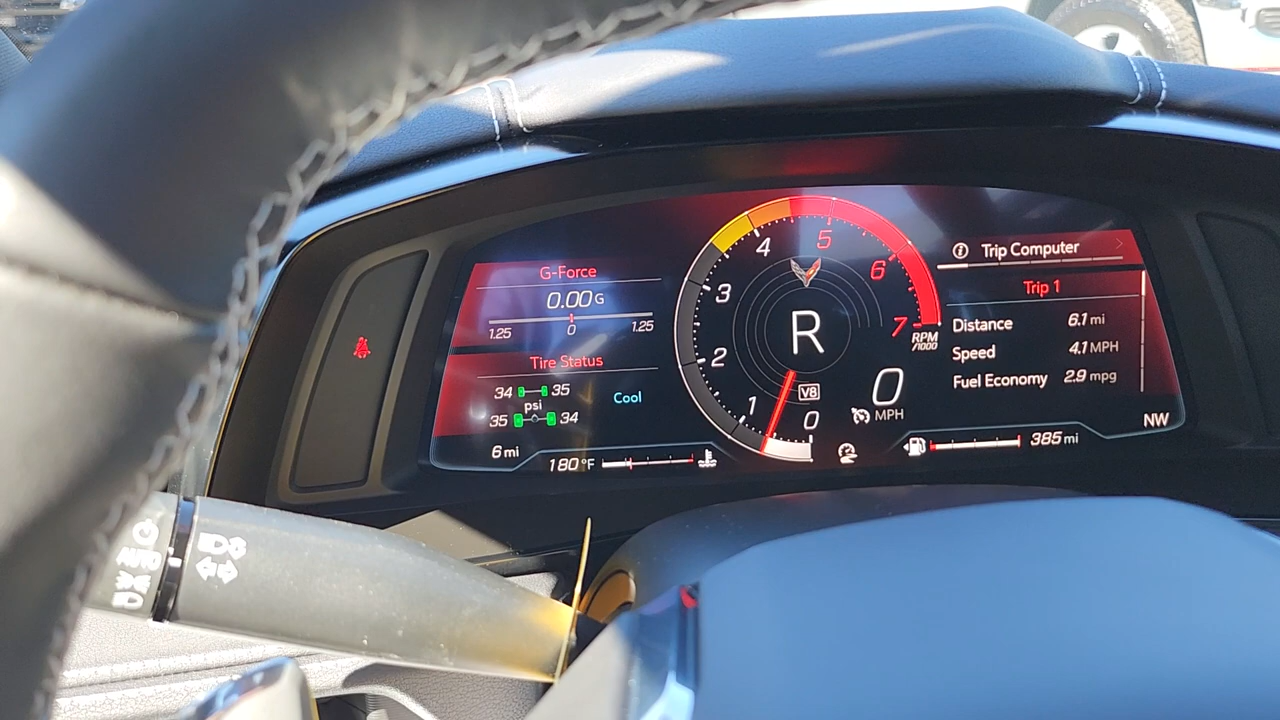 G-Force
0.00 G
1.25 0 1.25
Tire Status
34 35
psi
Cool
35 34
6 mi
180 °F
0 1 2 3 4 5 6 7
RPM
/1000
R
V8
0
MPH
Trip Computer
Trip 1
Distance 6.1 mi
Speed 4.1 MPH
Fuel Economy 2.9 mpg
NW
385 mi
AUTO